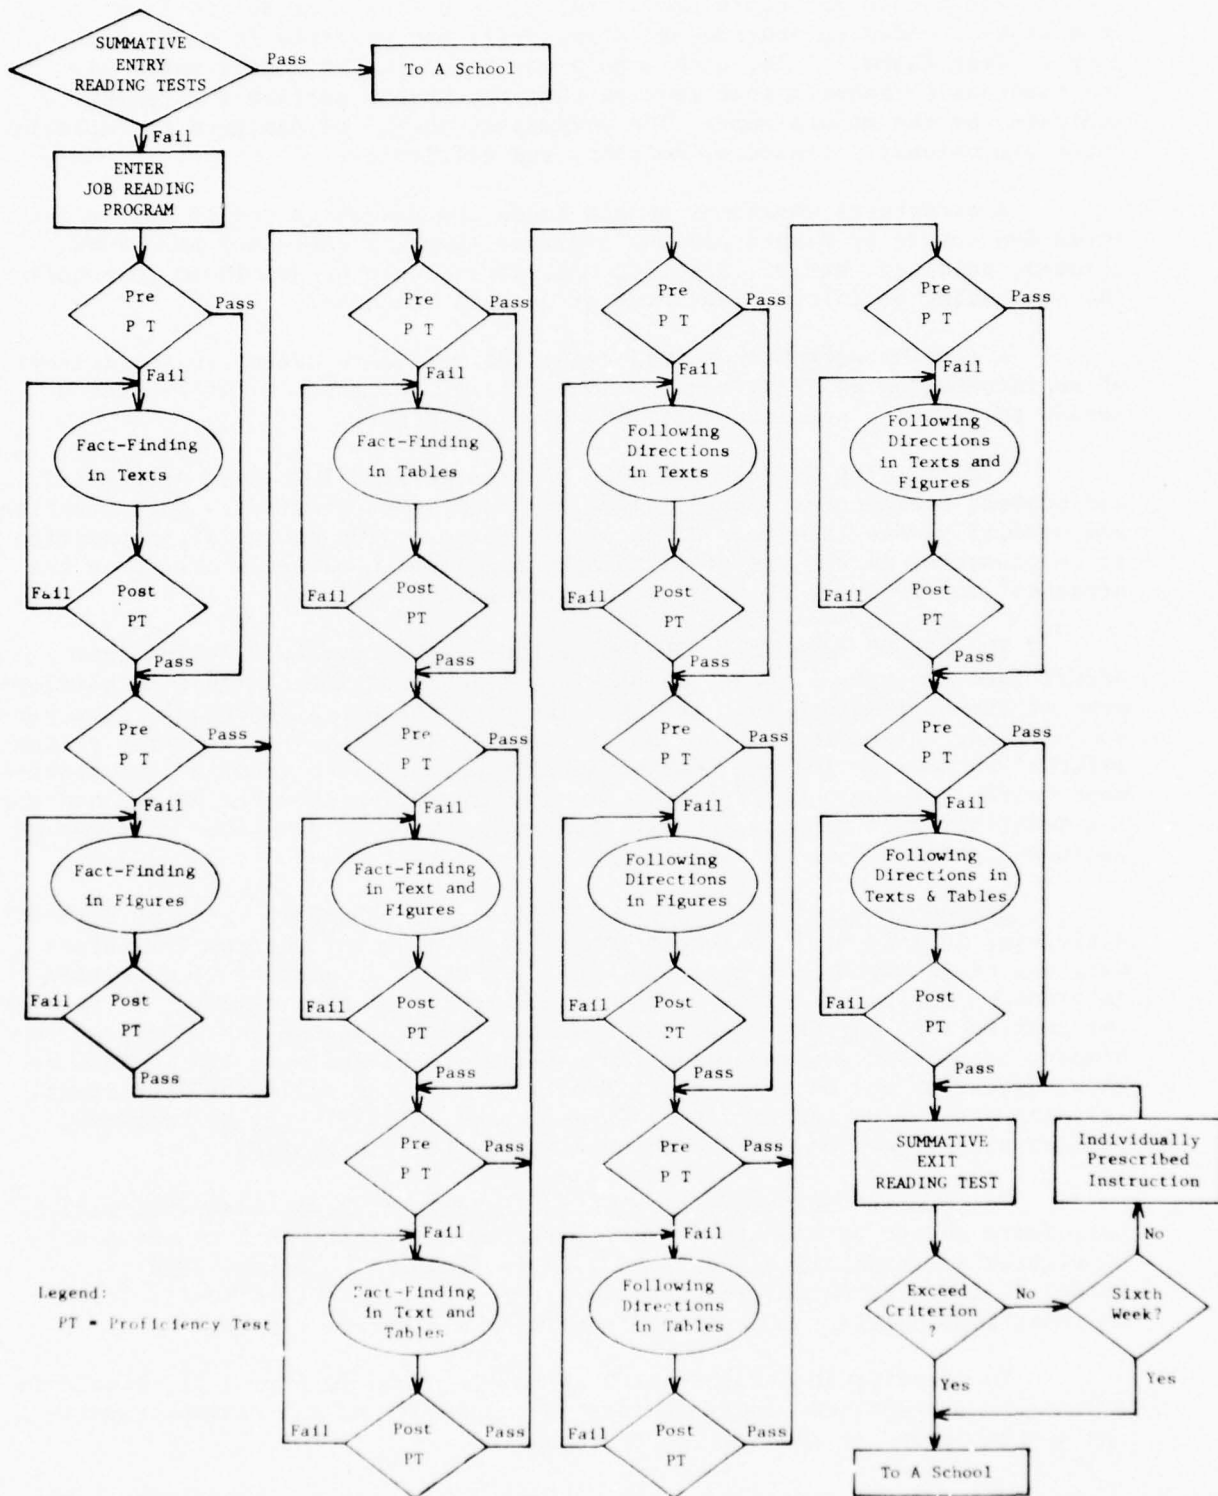 SUMMATIVE
ENTRY
READING TESTS
Pass
To A School
Fail
ENTER
JOB READING
PROGRAM
Pre
P T
Pass
Fail
Fact-Finding
in Texts
Post
PT
Fail
Pass
Pre
P T
Pass
Fail
Fact-Finding
in Figures
Post
PT
Fail
Pass
Pre
P T
Pass
Fail
Fact-Finding
in Tables
Post
PT
Fail
Pass
Pre
P T
Pass
Fail
Fact-Finding
in Text and
Figures
Post
PT
Fail
Pass
Pre
P T
Pass
Fail
Fact-Finding
in Text and
Tables
Post
PT
Fail
Pass
Pre
P T
Pass
Fail
Following
Directions
in Texts
Post
PT
Fail
Pass
Pre
P T
Pass
Fail
Following
Directions
in Figures
Post
PT
Fail
Pass
Pre
P T
Pass
Fail
Following
Directions
in Tables
Post
PT
Fail
Pass
Pre
P T
Pass
Fail
Following
Directions
in Texts and
Figures
Post
PT
Fail
Pass
Pre
P T
Pass
Fail
Following
Directions in
Texts & Tables
Post
PT
Fail
Pass
SUMMATIVE
EXIT
READING TEST
Individually
Prescribed
Instruction
No
Exceed
Criterion
?
No
Sixth
Week?
Yes
Yes
To A School
Legend:
PT = Proficiency Test